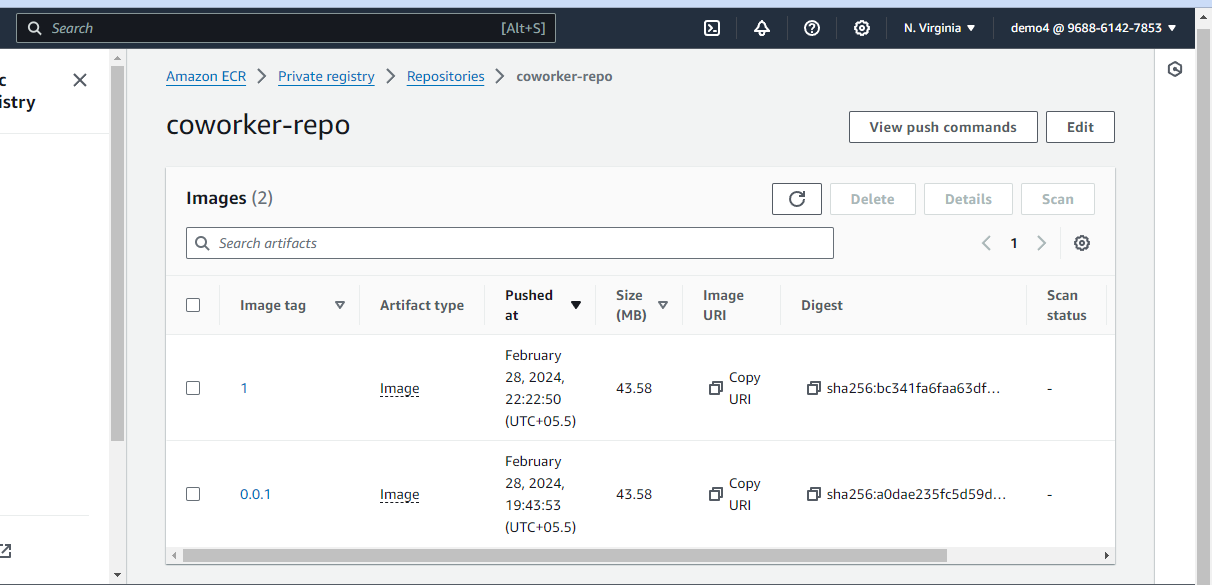 Search [Alt+S] N. Virginia demo4 @ 9688-6142-7853
Amazon ECR Private registry Repositories coworker-repo
c
istry
coworker-repo
View push commands Edit
Images (2) Delete Details Scan
Search artifacts 1
Image tag Artifact type Pushed at Size (MB) Image URI Digest Scan status
1 Image February 28, 2024, 22:22:50 (UTC+05.5) 43.58 Copy URI sha256:bc341fa6faa63df... -
0.0.1 Image February 28, 2024, 19:43:53 (UTC+05.5) 43.58 Copy URI sha256:a0dae235fc5d59d... -